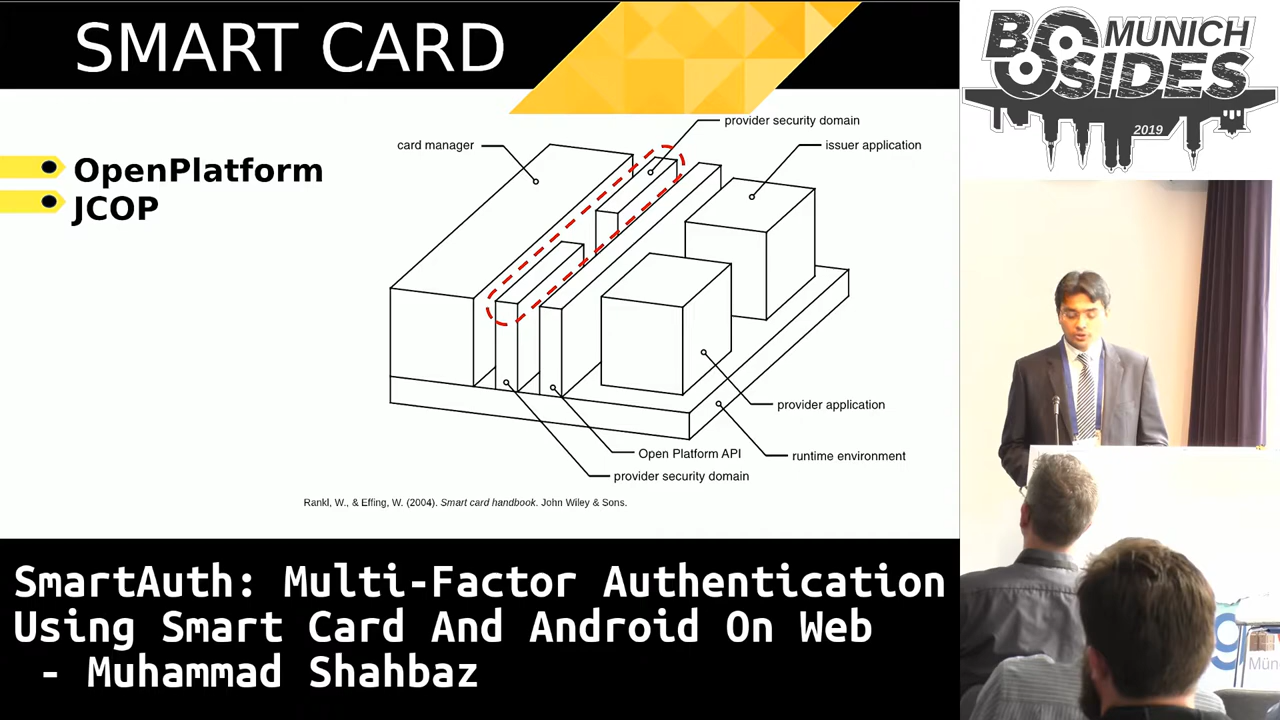 SMART CARD
OpenPlatform
JCOP
provider security domain
card manager
issuer application
provider application
Open Platform API
runtime environment
provider security domain
Rankl, W., & Effing, W. (2004). Smart card handbook. John Wiley & Sons.
SmartAuth: Multi-Factor Authentication
Using Smart Card And Android On Web
- Muhammad Shahbaz
BSIDES MUNICH
2019